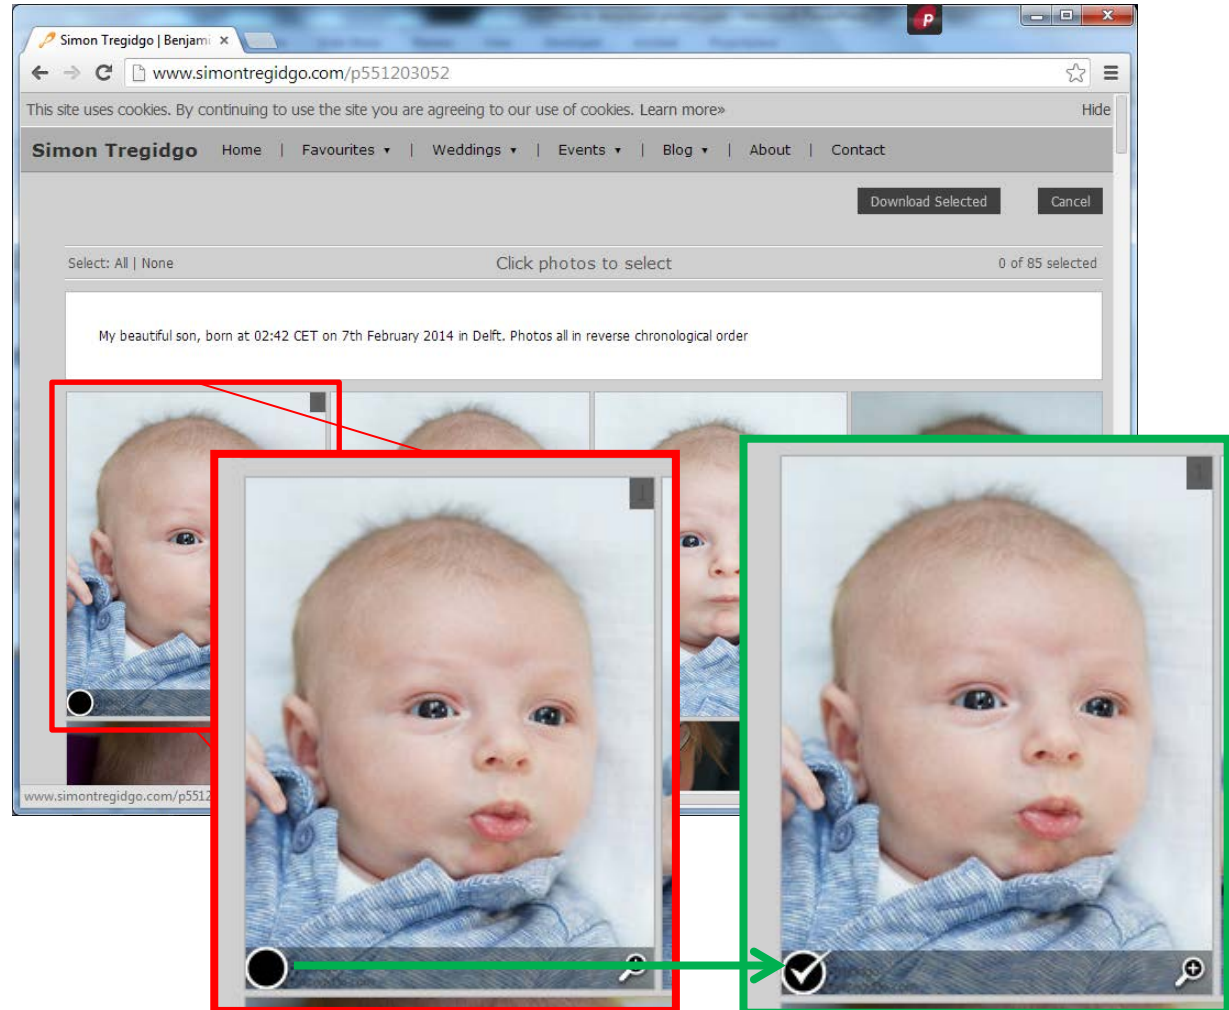 Simon Tregidgo | Benjami
www.simontregidgo.com/p551203052
This site uses cookies. By continuing to use the site you are agreeing to our use of cookies. Learn more»
Hide
Simon Tregidgo Home | Favourites ▾ | Weddings ▾ | Events ▾ | Blog ▾ | About | Contact
Download Selected Cancel
Select: All | None Click photos to select 0 of 85 selected
My beautiful son, born at 02:42 CET on 7th February 2014 in Delft. Photos all in reverse chronological order
1
1
www.simontregidgo.com/p5512